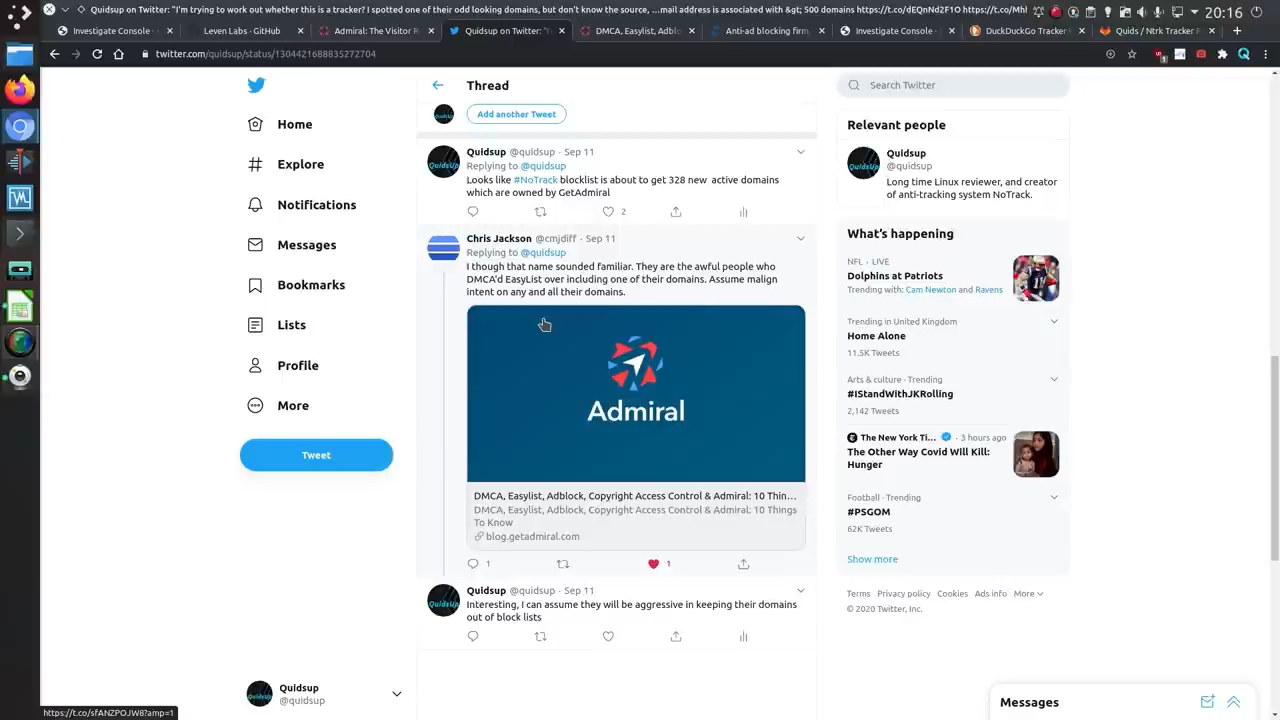 Quidsup on Twitter: "I'm trying to work out whether this is a tracker? I spotted one of their odd looking domains, but don't know the source, ...mail address is associated with &gt; 500 domains https://t.co/dEQnNd2F1O https://t.co/Mhl
20:15
Investigate Console -
Leven Labs · GitHub
Admiral: The Visitor R
Quidsup on Twitter: "I'
DMCA, Easylist, Adblo
Anti-ad blocking firm
Investigate Console -
DuckDuckGo Tracker
Quids / Ntrk Tracker R
twitter.com/quidsup/status/1304421688835272704
Thread
Search Twitter
Add another Tweet
Home
Explore
Notifications
Messages
Bookmarks
Lists
Profile
More
Tweet
Quidsup
@quidsup
Quidsup @quidsup · Sep 11
Replying to @quidsup
Looks like #NoTrack blocklist is about to get 328 new active domains
which are owned by GetAdmiral
2
Chris Jackson @cmjdiff · Sep 11
Replying to @quidsup
I though that name sounded familiar. They are the awful people who
DMCA'd EasyList over including one of their domains. Assume malign
intent on any and all their domains.
Admiral
DMCA, Easylist, Adblock, Copyright Access Control & Admiral: 10 Thin...
DMCA, Easylist, Adblock, Copyright Access Control & Admiral: 10 Things
To Know
blog.getadmiral.com
1
1
Quidsup @quidsup · Sep 11
Interesting, I can assume they will be aggressive in keeping their domains
out of block lists
Relevant people
Quidsup
@quidsup
Long time Linux reviewer, and creator
of anti-tracking system NoTrack.
What's happening
NFL · LIVE
Dolphins at Patriots
Trending with: Cam Newton and Ravens
Trending in United Kingdom
Home Alone
11.5K Tweets
Arts & culture · Trending
#IStandWithJKRolling
2,142 Tweets
The New York Ti... · 3 hours ago
The Other Way Covid Will Kill:
Hunger
Football · Trending
#PSGOM
62K Tweets
Show more
Terms Privacy policy Cookies Ads info More
© 2020 Twitter, Inc.
Messages
https://t.co/sfANZPOJW8?amp=1